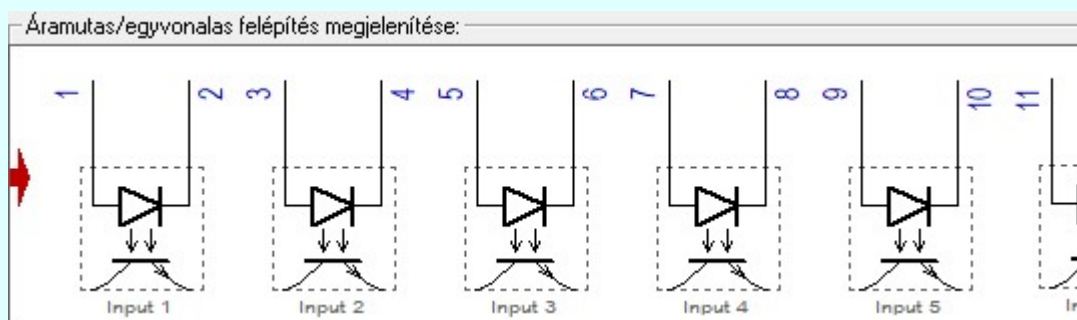 Áramutas/egyvonalas felépítés megjelenítése:
1 2 3 4 5 6 7 8 9 10 11
Input 1 Input 2 Input 3 Input 4 Input 5